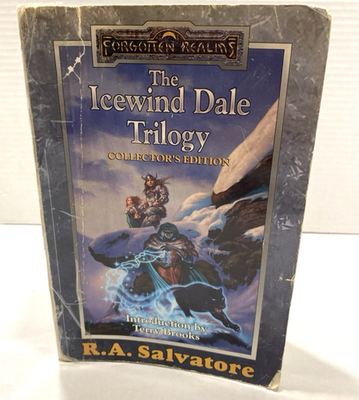 FORGOTTEN REALMS
The
Icewind Dale
Trilogy
COLLECTOR'S EDITION
Introduction by
Terry Brooks
R.A. Salvatore